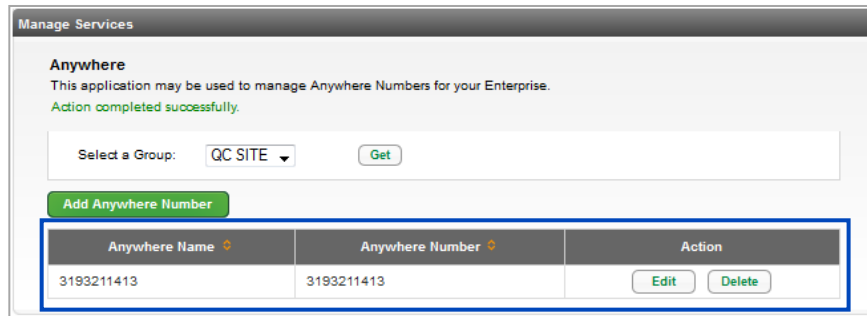 Manage Services
Anywhere
This application may be used to manage Anywhere Numbers for your Enterprise.
Action completed successfully.
Select a Group: QC SITE Get
Add Anywhere Number
Anywhere Name Anywhere Number Action
3193211413 3193211413 Edit Delete